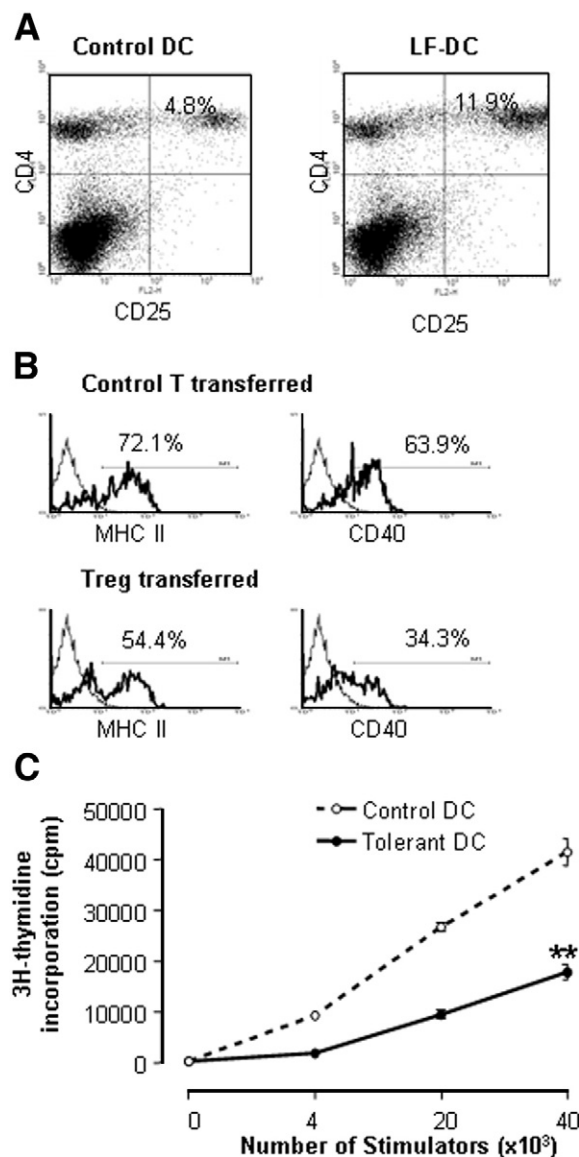 A
Control DC
LF-DC
4.8%
11.9%
CD4
CD4
FL2-H
CD25
CD25
B
Control T transferred
72.1%
63.9%
MHC II
CD40
Treg transferred
54.4%
34.3%
MHC II
CD40
C
50000
40000
30000
20000
10000
0
3H-thymidine
incorporation (cpm)
Control DC
Tolerant DC
**
0 4 20 40
Number of Stimulators (x10³)